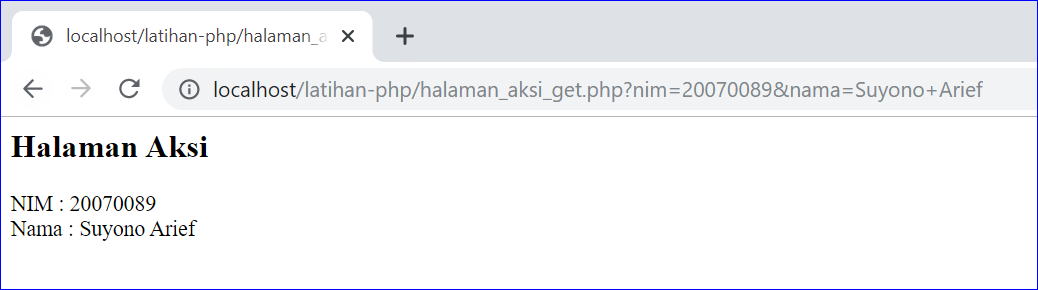 localhost/latihan-php/halaman_a
localhost/latihan-php/halaman_aksi_get.php?nim=20070089&nama=Suyono+Arief
Halaman Aksi
NIM : 20070089
Nama : Suyono Arief